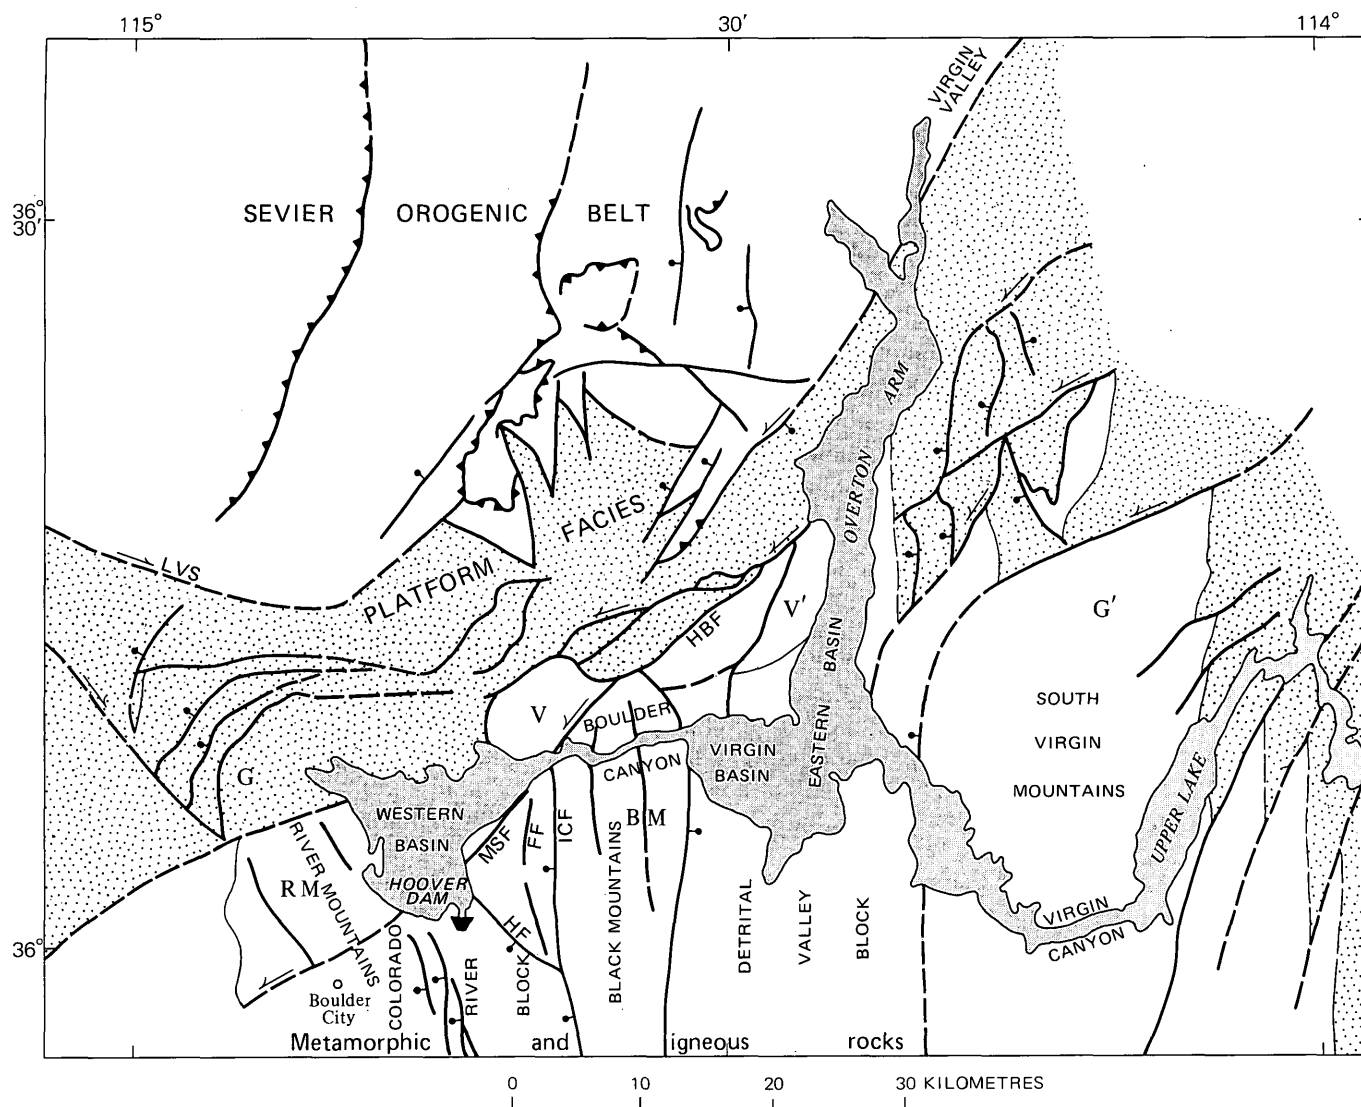 115°
30′
114°
VIRGIN
VALLEY
36°
30′
SEVIER OROGENIC BELT
ARM
OVERTON
FACIES
LVS
PLATFORM
HBF
V′
G′
BASIN
EASTERN
SOUTH
VIRGIN
MOUNTAINS
V
BOULDER
CANYON
VIRGIN
BASIN
G
WESTERN
BASIN
HOOVER
DAM
UPPER LAKE
MSF
FF
ICF
BM
RIVER MOUNTAINS
RM
HF
BLACK MOUNTAINS
DETRITAL
VALLEY
BLOCK
VIRGIN
CANYON
36°
COLORADO
RIVER
BLOCK
Boulder
City
Metamorphic and igneous rocks
0 10 20 30 KILOMETRES